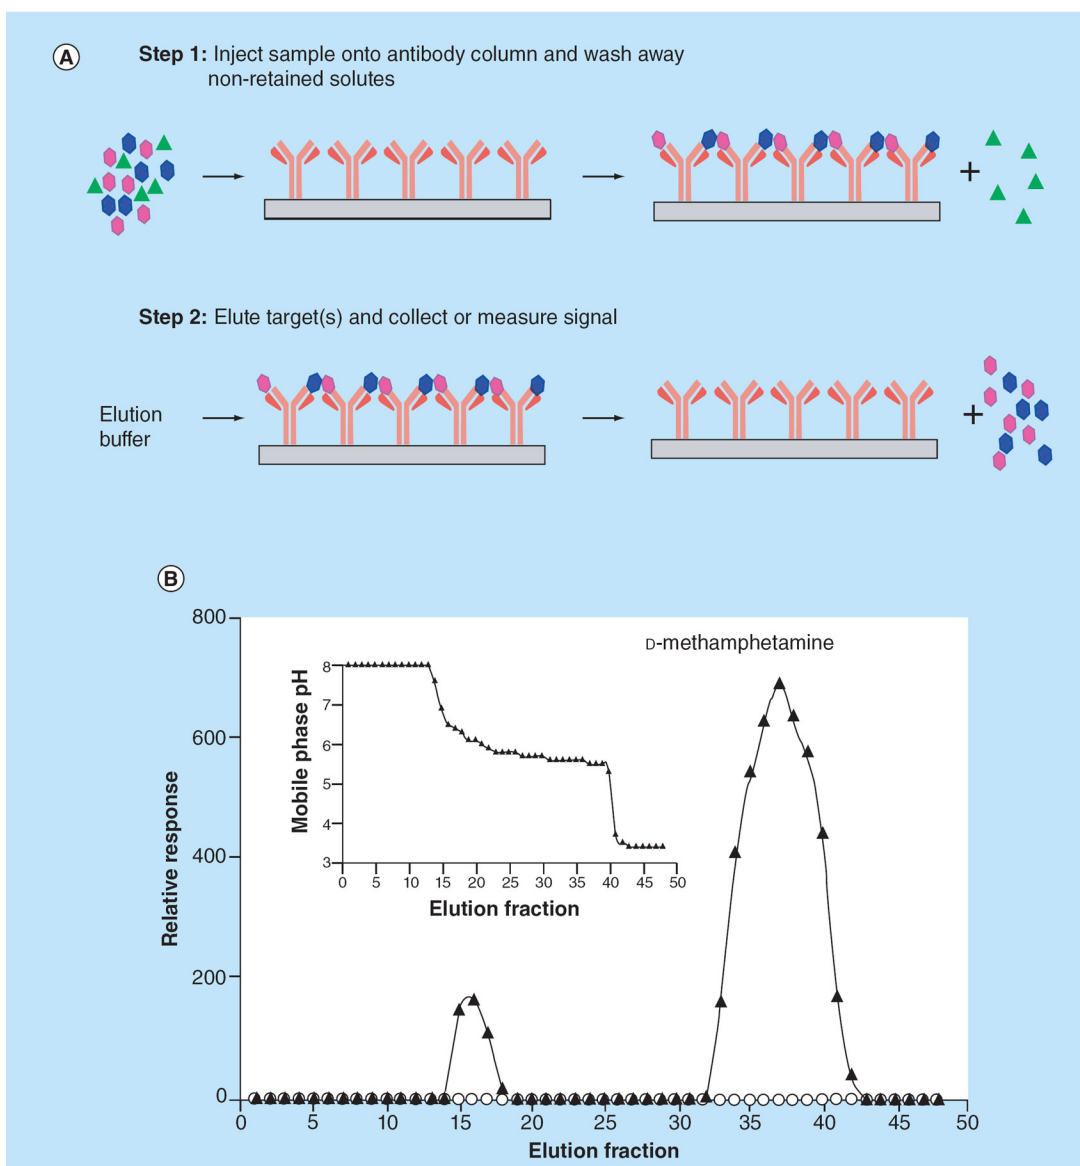 A
Step 1: Inject sample onto antibody column and wash away
non-retained solutes
+
Step 2: Elute target(s) and collect or measure signal
Elution
buffer
+
B
800
600
400
200
0
Relative response
D-methamphetamine
8
7
6
5
4
3
Mobile phase pH
0 5 10 15 20 25 30 35 40 45 50
Elution fraction
0 5 10 15 20 25 30 35 40 45 50
Elution fraction